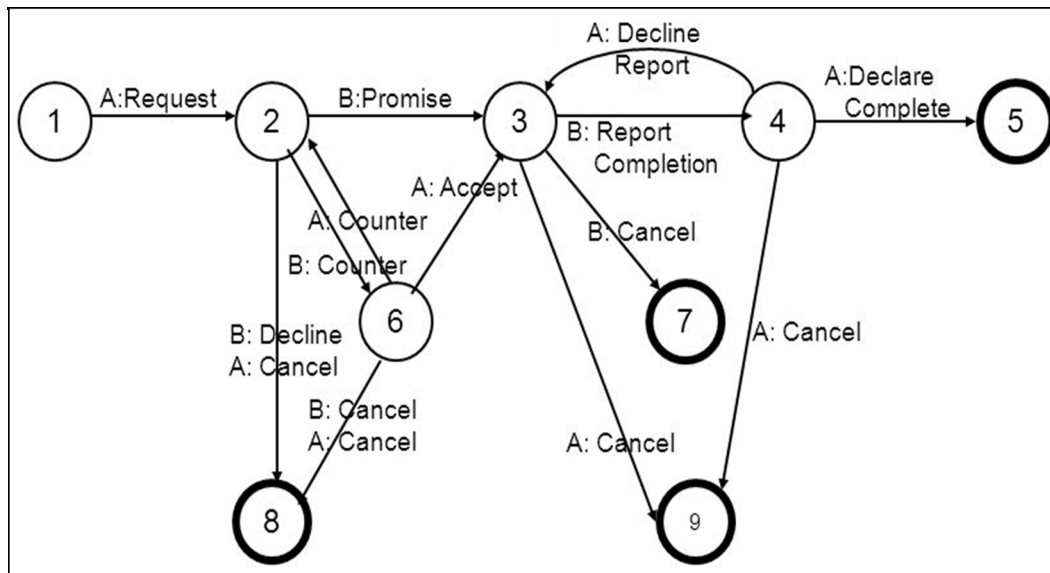 A: Decline
Report
A:Declare
Complete
A:Request
B:Promise
1
2
3
4
5
B: Report
Completion
A: Accept
A: Counter
B: Counter
B: Cancel
6
7
B: Decline
A: Cancel
A: Cancel
B: Cancel
A: Cancel
A: Cancel
8
9